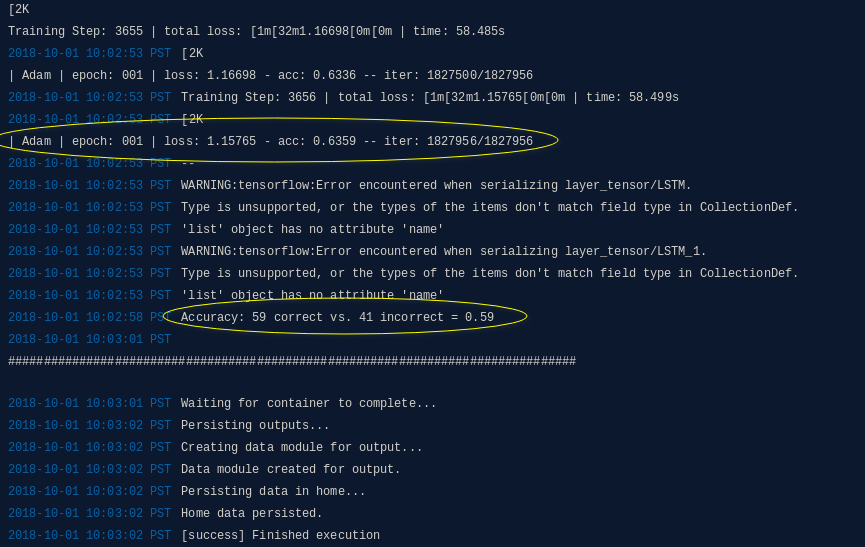 [2K
Training Step: 3655 | total loss: [1m[32m1.16698[0m[0m | time: 58.485s
2018-10-01 10:02:53 PST [2K
| Adam | epoch: 001 | loss: 1.16698 - acc: 0.6336 -- iter: 1827500/1827956
2018-10-01 10:02:53 PST Training Step: 3656 | total loss: [1m[32m1.15765[0m[0m | time: 58.499s
2018-10-01 10:02:53 PST [2K
| Adam | epoch: 001 | loss: 1.15765 - acc: 0.6359 -- iter: 1827956/1827956
2018-10-01 10:02:53 PST --
2018-10-01 10:02:53 PST WARNING:tensorflow:Error encountered when serializing layer_tensor/LSTM.
2018-10-01 10:02:53 PST Type is unsupported, or the types of the items don't match field type in CollectionDef.
2018-10-01 10:02:53 PST 'list' object has no attribute 'name'
2018-10-01 10:02:53 PST WARNING:tensorflow:Error encountered when serializing layer_tensor/LSTM_1.
2018-10-01 10:02:53 PST Type is unsupported, or the types of the items don't match field type in CollectionDef.
2018-10-01 10:02:53 PST 'list' object has no attribute 'name'
2018-10-01 10:02:58 PST Accuracy: 59 correct vs. 41 incorrect = 0.59
2018-10-01 10:03:01 PST
################################################################################
2018-10-01 10:03:01 PST Waiting for container to complete...
2018-10-01 10:03:02 PST Persisting outputs...
2018-10-01 10:03:02 PST Creating data module for output...
2018-10-01 10:03:02 PST Data module created for output.
2018-10-01 10:03:02 PST Persisting data in home...
2018-10-01 10:03:02 PST Home data persisted.
2018-10-01 10:03:02 PST [success] Finished execution